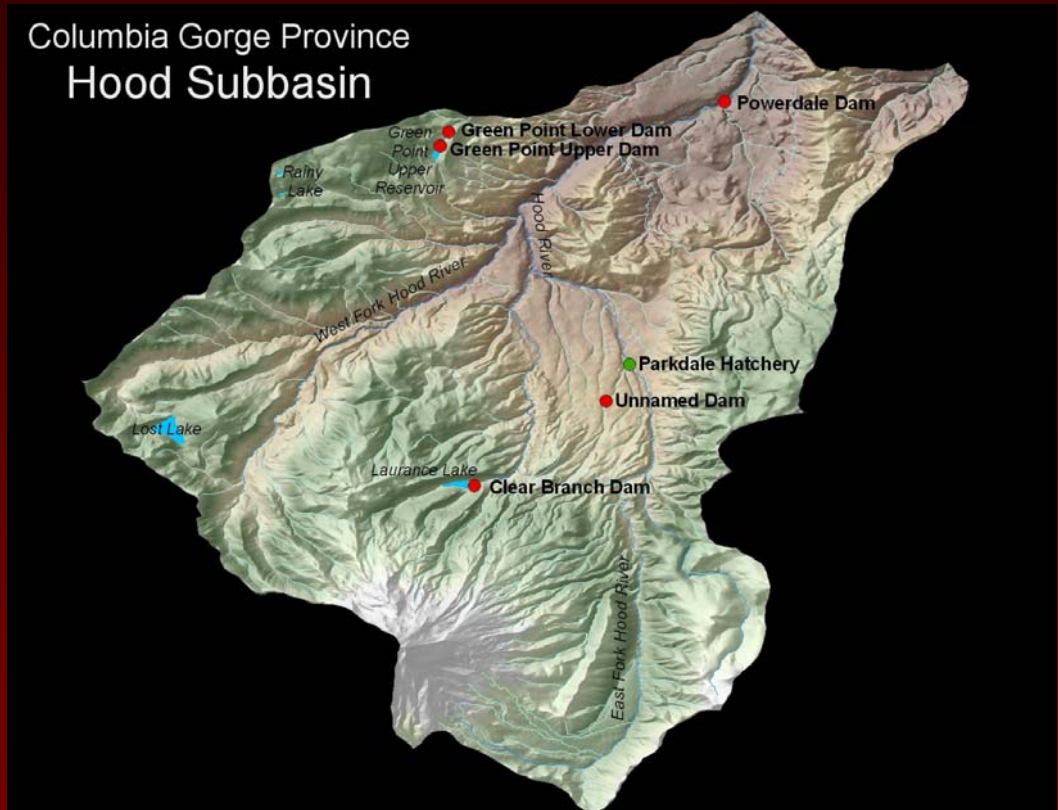 Columbia Gorge Province
Hood Subbasin
Powerdale Dam
Green Point Lower Dam
Green Point Upper Dam
Green
Point
Upper
Reservoir
Rainy
Lake
Hood River
West Fork Hood River
Parkdale Hatchery
Unnamed Dam
Lost Lake
Laurance Lake
Clear Branch Dam
East Fork Hood River